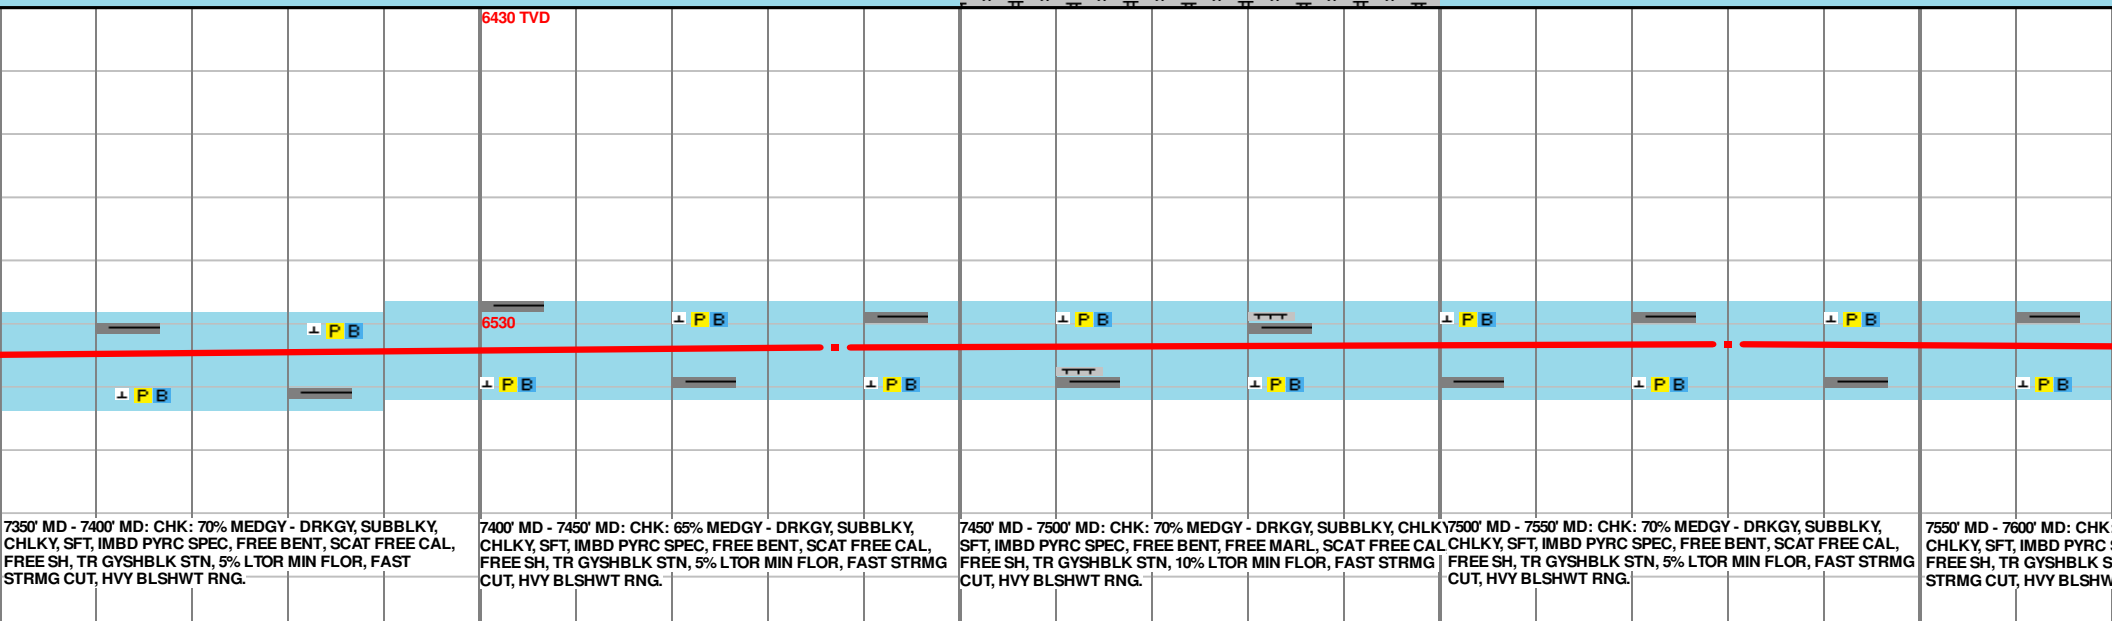 6430 TVD
6530
P B
P B
P B
P B
P B
P B
P B
P B
P B
P B
P B
7350' MD - 7400' MD: CHK: 70% MEDGY - DRKGY, SUBBLKY,
CHLKY, SFT, IMBD PYRC SPEC, FREE BENT, SCAT FREE CAL,
FREE SH, TR GYSHBLK STN, 5% LTOR MIN FLOR, FAST
STRMG CUT, HVY BLSHWT RNG.
7400' MD - 7450' MD: CHK: 65% MEDGY - DRKGY, SUBBLKY,
CHLKY, SFT, IMBD PYRC SPEC, FREE BENT, SCAT FREE CAL,
FREE SH, TR GYSHBLK STN, 5% LTOR MIN FLOR, FAST STRMG
CUT, HVY BLSHWT RNG.
7450' MD - 7500' MD: CHK: 70% MEDGY - DRKGY, SUBBLKY, CHLKY
SFT, IMBD PYRC SPEC, FREE BENT, FREE MARL, SCAT FREE CAL
FREE SH, TR GYSHBLK STN, 10% LTOR MIN FLOR, FAST STRMG
CUT, HVY BLSHWT RNG.
7500' MD - 7550' MD: CHK: 70% MEDGY - DRKGY, SUBBLKY,
CHLKY, SFT, IMBD PYRC SPEC, FREE BENT, SCAT FREE CAL,
FREE SH, TR GYSHBLK STN, 5% LTOR MIN FLOR, FAST STRMG
CUT, HVY BLSHWT RNG.
7550' MD - 7600' MD: CHK
CHLKY, SFT, IMBD PYRC S
FREE SH, TR GYSHBLK S
STRMG CUT, HVY BLSHW